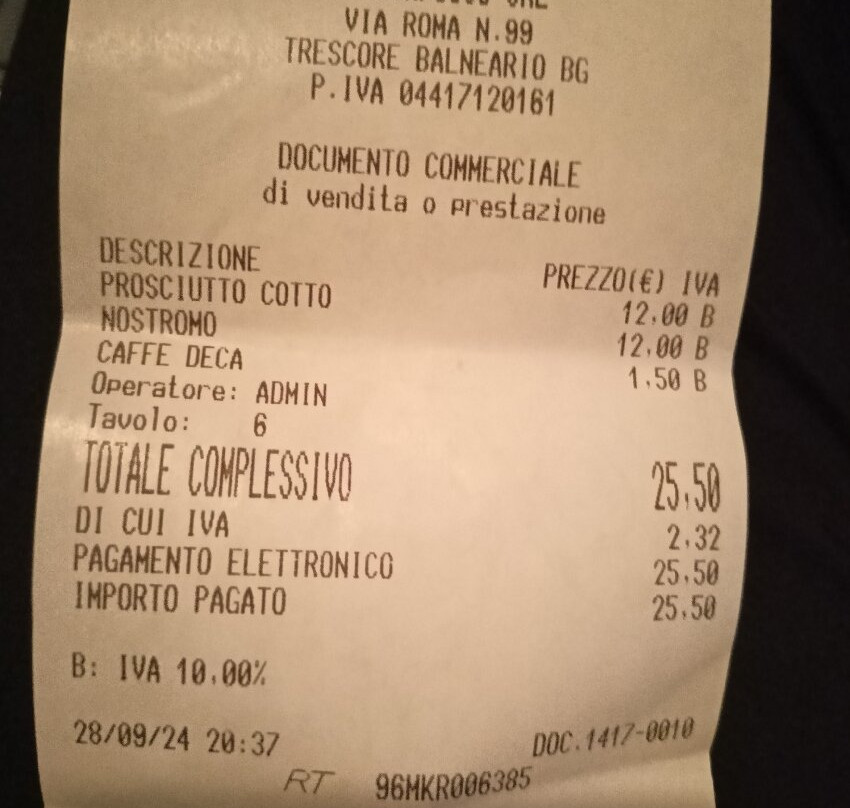 VIA ROMA N.99
TRESCORE BALNEARIO BG
P.IVA 04417120161
DOCUMENTO COMMERCIALE
di vendita o prestazione
DESCRIZIONE PREZZO(€) IVA
PROSCIUTTO COTTO 12,00 B
NOSTROMO 12,00 B
CAFFE DECA 1,50 B
Operatore: ADMIN
Tavolo: 6
TOTALE COMPLESSIVO 25,50
DI CUI IVA 2,32
PAGAMENTO ELETTRONICO 25,50
IMPORTO PAGATO 25,50
B: IVA 10,00%
28/09/24 20:37 DOC.1417-0010
RT 96MKR006385